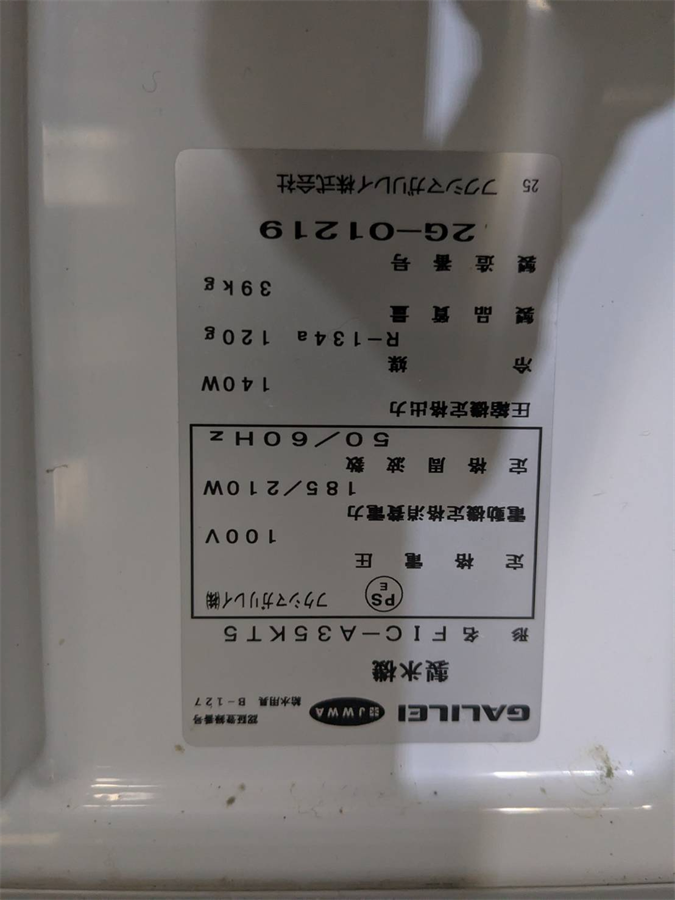 GALILEI JWWA 認証登録番号
給水用具 B-127
製氷機
形名 FIC-A35KT5
PS E フクシマガリレイ㈱
定格電圧
100V
電動機定格消費電力
185/210W
定格周波数
50/60Hz
圧縮機定格出力
140W
冷媒
R-134a 120g
製品質量
39kg
製造番号
2G-01219
25 フクシマガリレイ株式会社